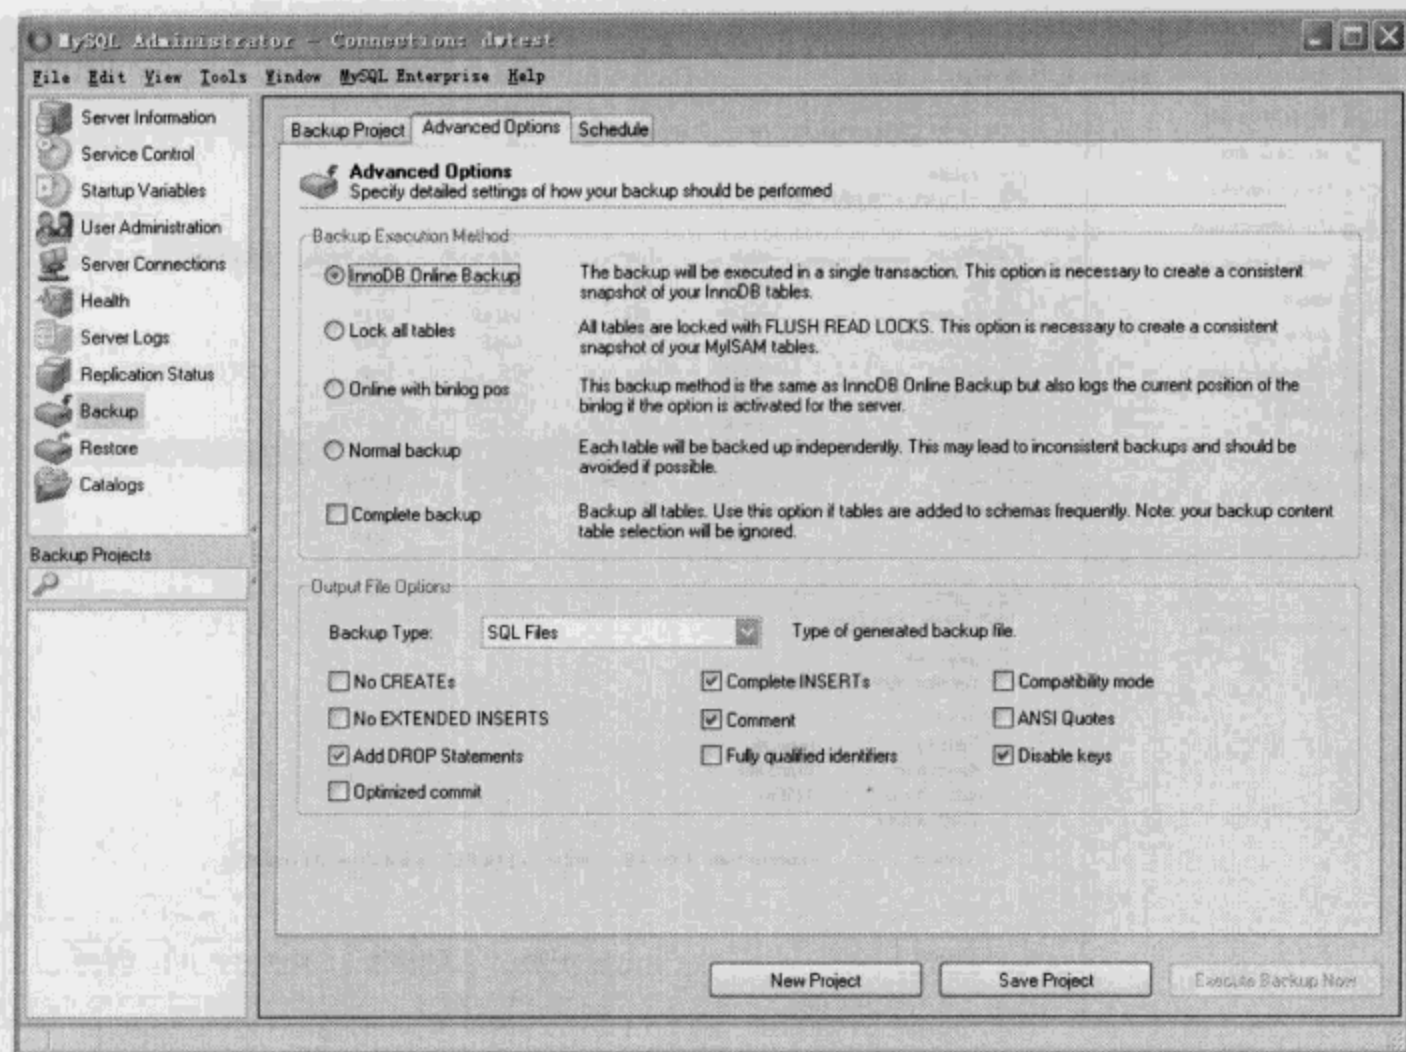 MySQL Administrator - Connection: dwtest
File Edit View Tools Window MySQL Enterprise Help
Server Information
Service Control
Startup Variables
User Administration
Server Connections
Health
Server Logs
Replication Status
Backup
Restore
Catalogs
Backup Projects
Backup Project Advanced Options Schedule
Advanced Options
Specify detailed settings of how your backup should be performed
Backup Execution Method
InnoDB Online Backup
The backup will be executed in a single transaction. This option is necessary to create a consistent
snapshot of your InnoDB tables.
Lock all tables
All tables are locked with FLUSH READ LOCKS. This option is necessary to create a consistent
snapshot of your MyISAM tables.
Online with binlog pos
This backup method is the same as InnoDB Online Backup but also logs the current position of the
binlog if the option is activated for the server.
Normal backup
Each table will be backed up independently. This may lead to inconsistent backups and should be
avoided if possible.
Complete backup
Backup all tables. Use this option if tables are added to schemas frequently. Note: your backup content
table selection will be ignored.
Output File Options
Backup Type: SQL Files Type of generated backup file.
No CREATEs Complete INSERTs Compatibility mode
No EXTENDED INSERTS Comment ANSI Quotes
Add DROP Statements Fully qualified identifiers Disable keys
Optimized commit
New Project Save Project Execute Backup Now